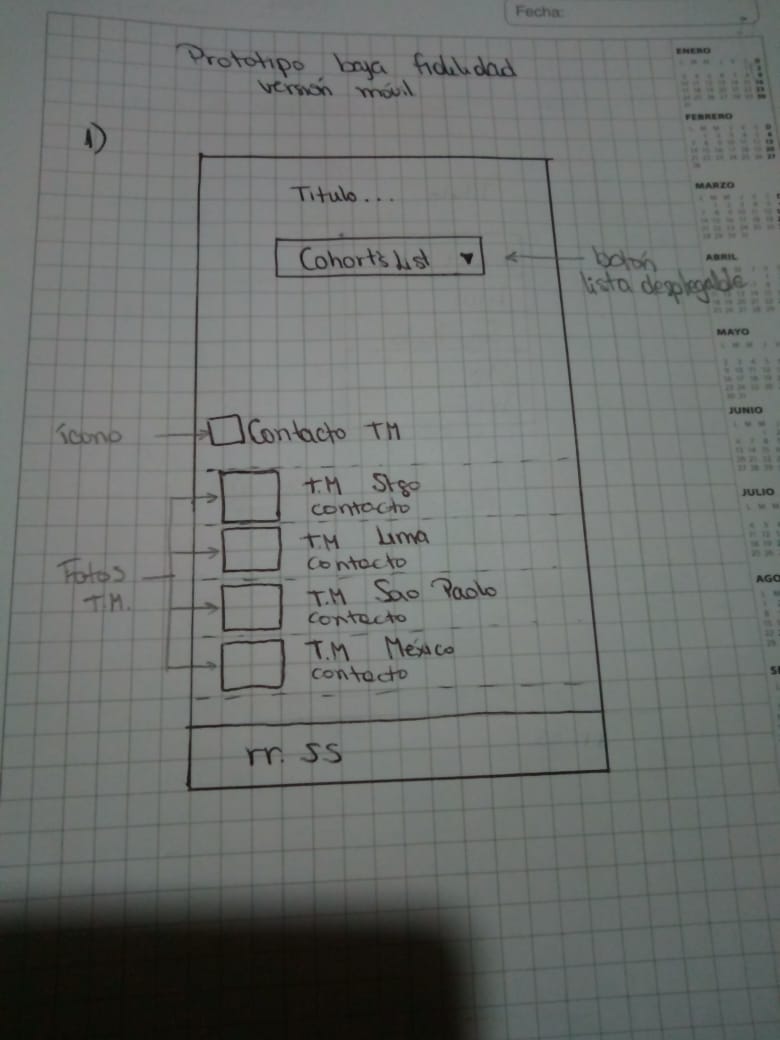 Fecha:
Prototipo baja fidelidad
versión móvil
1)
Titulo...
Cohorts List ▼
botón
lista desplegable
ícono
Contacto TM
T.M Stgo
contacto
T.M Lima
contacto
Fotos
T.M.
T.M Sao Paolo
contacto
T.M México
contacto
rr. SS
ENERO
FEBRERO
MARZO
ABRIL
MAYO
JUNIO
JULIO
AGO